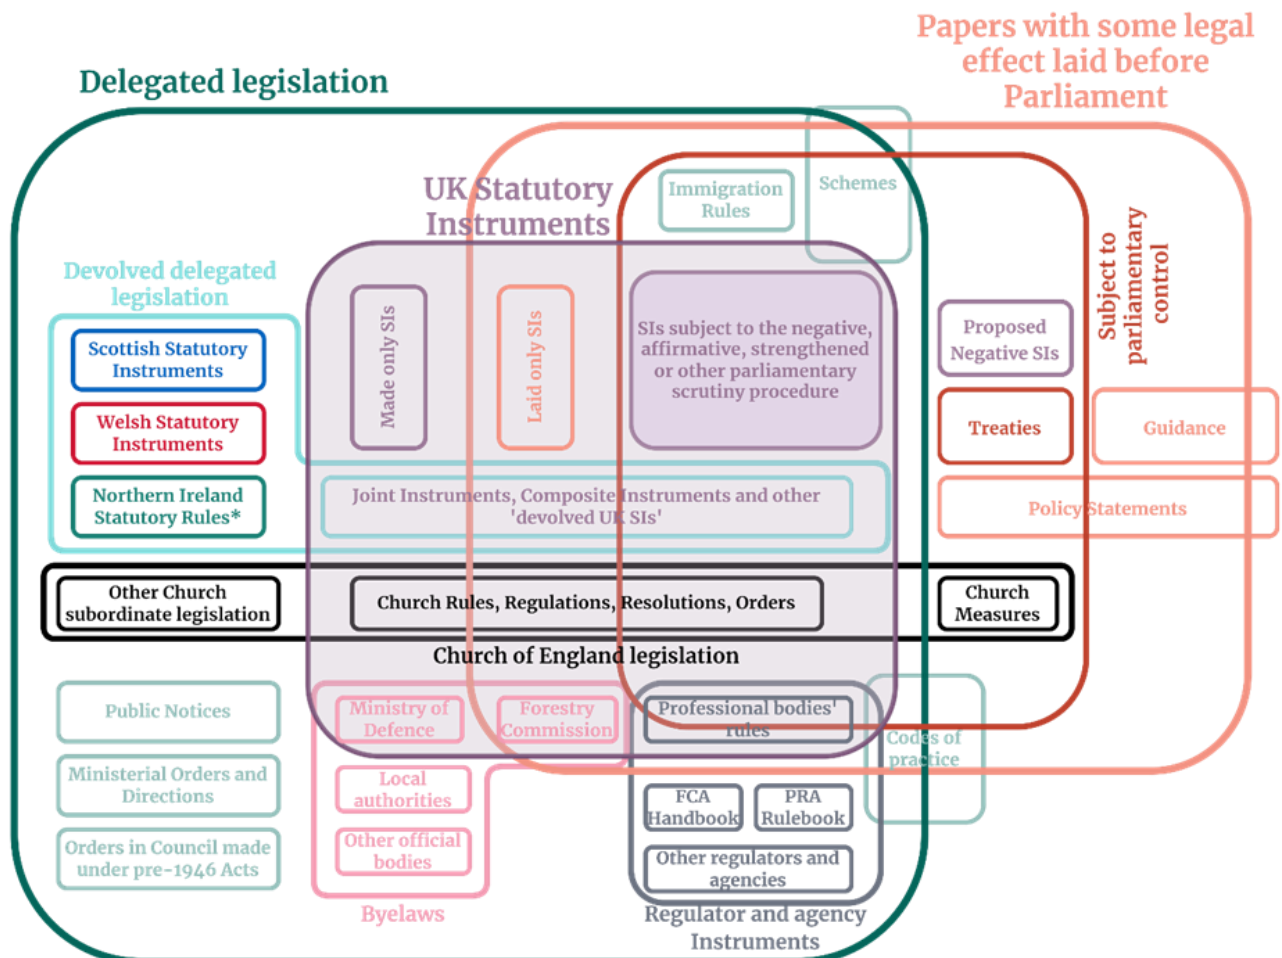 Papers with some legal
effect laid before
Parliament
Delegated legislation
Schemes
Immigration
Rules
UK Statutory
Instruments
Subject to
parliamentary
control
Devolved delegated
legislation
Made only SIs
Laid only SIs
SIs subject to the negative,
affirmative, strengthened
or other parliamentary
scrutiny procedure
Proposed
Negative SIs
Scottish Statutory
Instruments
Welsh Statutory
Instruments
Treaties
Guidance
Northern Ireland
Statutory Rules*
Joint Instruments, Composite Instruments and other
'devolved UK SIs'
Policy Statements
Other Church
subordinate legislation
Church Rules, Regulations, Resolutions, Orders
Church
Measures
Church of England legislation
Public Notices
Ministry of
Defence
Forestry
Commission
Professional bodies'
rules
Codes of
practice
Ministerial Orders and
Directions
Local
authorities
FCA
Handbook
PRA
Rulebook
Orders in Council made
under pre-1946 Acts
Other official
bodies
Other regulators and
agencies
Byelaws
Regulator and agency
Instruments